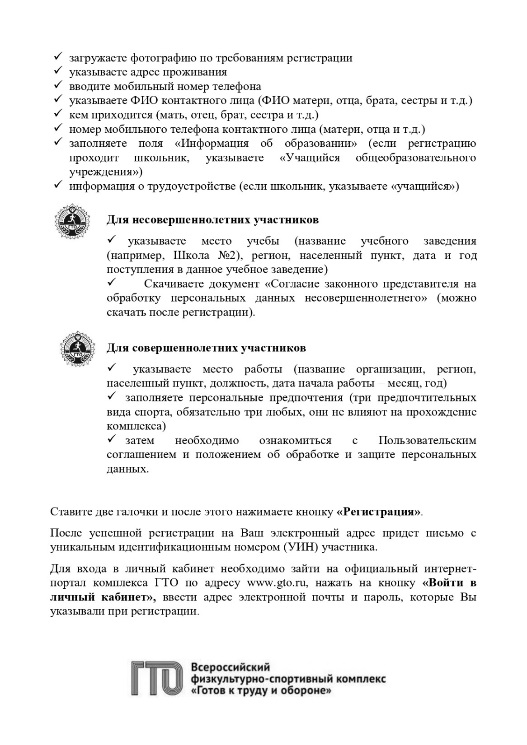 ✓ загружаете фотографию по требованиям регистрации
✓ указываете адрес проживания
✓ вводите мобильный номер телефона
✓ указываете ФИО контактного лица (ФИО матери, отца, брата, сестры и т.д.)
✓ кем приходится (мать, отец, брат, сестра и т.д.)
✓ номер мобильного телефона контактного лица (матери, отца и т.д.)
✓ заполняете поля «Информация об образовании» (если регистрацию
проходит школьник, указываете «Учащийся общеобразовательного
учреждения»)
✓ информация о трудоустройстве (если школьник, указываете «учащийся»)
Для несовершеннолетних участников
✓ указываете место учебы (название учебного заведения
(например, Школа №2), регион, населенный пункт, дата и год
поступления в данное учебное заведение)
✓ Скачиваете документ «Согласие законного представителя на
обработку персональных данных несовершеннолетнего» (можно
скачать после регистрации).
ГТО
Для совершеннолетних участников
✓ указываете место работы (название организации, регион,
населенный пункт, должность, дата начала работы – месяц, год)
✓ заполняете персональные предпочтения (три предпочтительных
вида спорта, обязательно три любых, они не влияют на прохождение
комплекса)
✓ затем необходимо ознакомиться с Пользовательским
соглашением и положением об обработке и защите персональных
данных.
Ставите две галочки и после этого нажимаете кнопку «Регистрация».
После успешной регистрации на Ваш электронный адрес придет письмо с
уникальным идентификационным номером (УИН) участника.
Для входа в личный кабинет необходимо зайти на официальный интернет-
портал комплекса ГТО по адресу www.gto.ru, нажать на кнопку «Войти в
личный кабинет», ввести адрес электронной почты и пароль, которые Вы
указывали при регистрации.
ГТО
Всероссийский
физкультурно-спортивный комплекс
«Готов к труду и обороне»